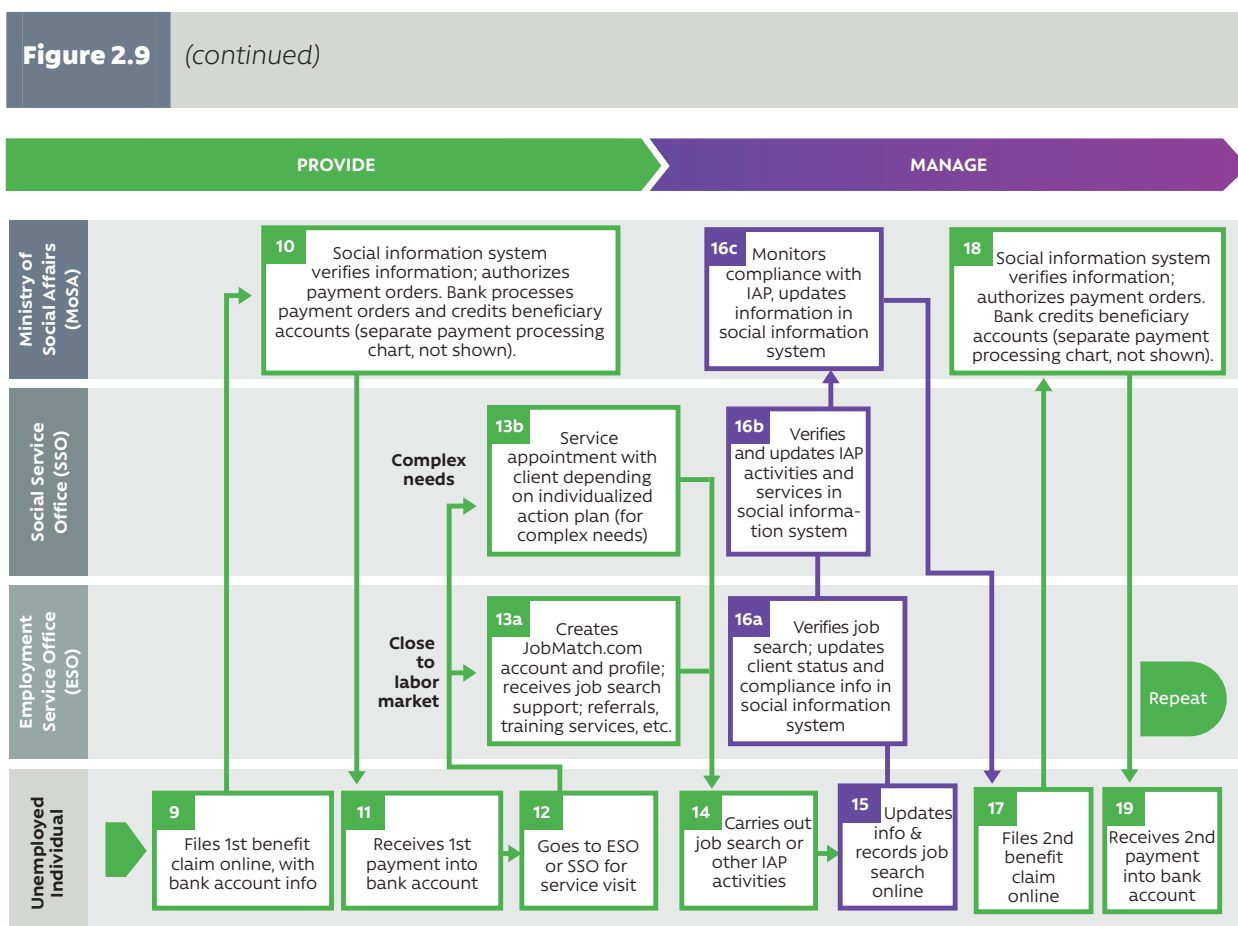 Figure 2.9
(continued)
PROVIDE
MANAGE
Ministry of
Social Affairs
(MoSA)
10
Social information system
verifies information; authorizes
payment orders. Bank processes
payment orders and credits beneficiary
accounts (separate payment processing
chart, not shown).
16c
Monitors
compliance with
IAP, updates
information in
social information
system
18
Social information system
verifies information;
authorizes payment orders.
Bank credits beneficiary
accounts (separate payment
processing chart, not shown).
Social Service
Office (SSO)
Complex
needs
13b
Service
appointment with
client depending
on individualized
action plan (for
complex needs)
16b
Verifies
and updates IAP
activities and
services in
social informa-
tion system
Employment
Service Office
(ESO)
Close
to
labor
market
13a
Creates
JobMatch.com
account and profile;
receives job search
support; referrals,
training services, etc.
16a
Verifies job
search; updates
client status and
compliance info in
social information
system
Repeat
Unemployed
Individual
9
Files 1st benefit
claim online, with
bank account info
11
Receives 1st
payment into
bank account
12
Goes to ESO
or SSO for
service visit
14
Carries out
job search or
other IAP
activities
15
Updates
info &
records job
search
online
17
Files 2nd
benefit
claim
online
19
Receives 2nd
payment
into bank
account